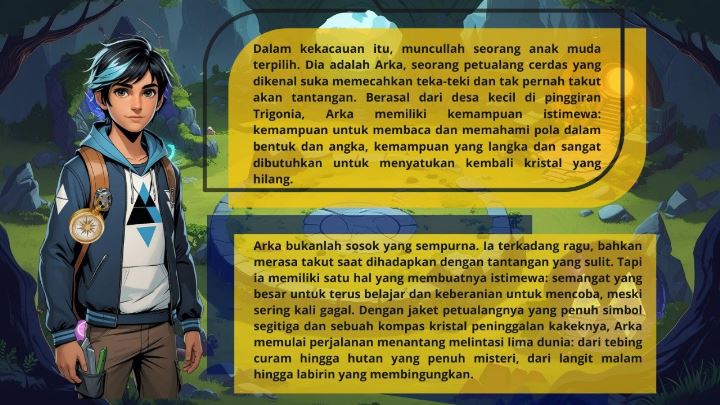 Dalam kekacauan itu, muncullah seorang anak muda
terpilih. Dia adalah Arka, seorang petualang cerdas yang
dikenal suka memecahkan teka-teki dan tak pernah takut
akan tantangan. Berasal dari desa kecil di pinggiran
Trigonia, Arka memiliki kemampuan istimewa:
kemampuan untuk membaca dan memahami pola dalam
bentuk dan angka, kemampuan yang langka dan sangat
dibutuhkan untuk menyatukan kembali kristal yang
hilang.
Arka bukanlah sosok yang sempurna. Ia terkadang ragu, bahkan
merasa takut saat dihadapkan dengan tantangan yang sulit. Tapi
ia memiliki satu hal yang membuatnya istimewa: semangat yang
besar untuk terus belajar dan keberanian untuk mencoba, meski
sering kali gagal. Dengan jaket petualangnya yang penuh simbol
segitiga dan sebuah kompas kristal peninggalan kakeknya, Arka
memulai perjalanan menantang melintasi lima dunia: dari tebing
curam hingga hutan yang penuh misteri, dari langit malam
hingga labirin yang membingungkan.